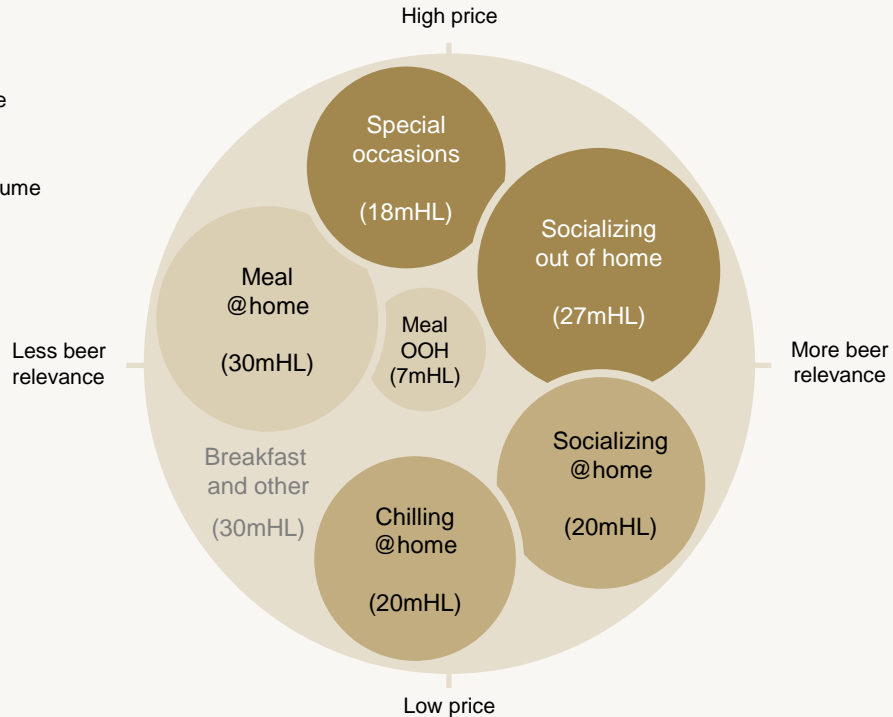 High price
e
ume
Special
occasions
(18mHL)
Socializing
out of home
(27mHL)
Meal
@home
(30mHL)
Meal
OOH
(7mHL)
Less beer
relevance
More beer
relevance
Breakfast
and other
(30mHL)
Socializing
@home
(20mHL)
Chilling
@home
(20mHL)
Low price